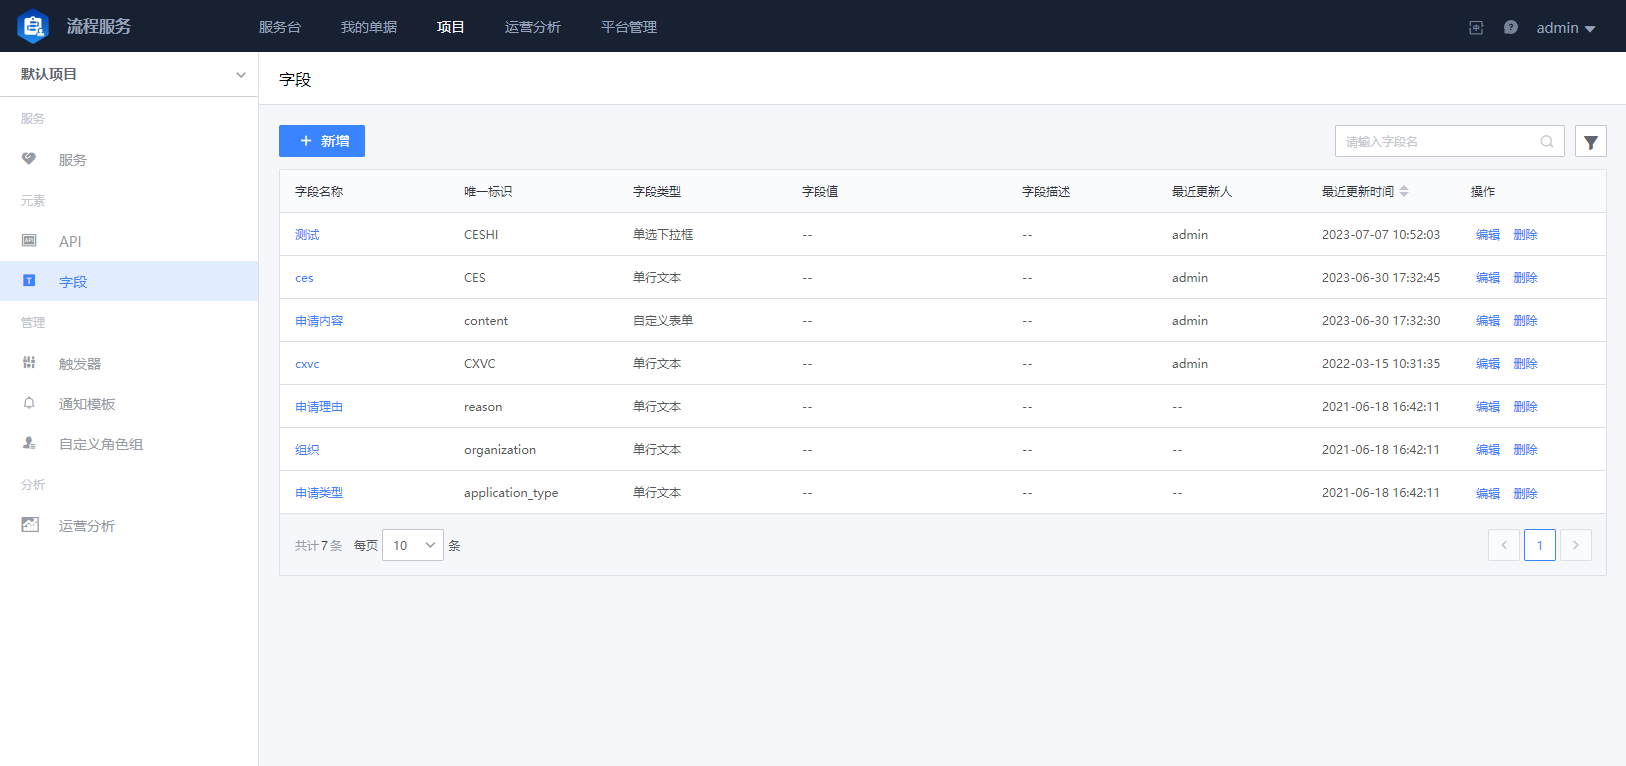 流程服务 服务台 我的单据 项目 运营分析 平台管理 admin
默认项目
字段
服务
服务
元素
API
字段
管理
触发器
通知模板
自定义角色组
分析
运营分析
新增
请输入字段名
字段名称 唯一标识 字段类型 字段值 字段描述 最近更新人 最近更新时间 操作
测试 CESHI 单选下拉框 -- -- admin 2023-07-07 10:52:03 编辑 删除
ces CES 单行文本 -- -- admin 2023-06-30 17:32:45 编辑 删除
申请内容 content 自定义表单 -- -- admin 2023-06-30 17:32:30 编辑 删除
cxvc CXVC 单行文本 -- -- admin 2022-03-15 10:31:35 编辑 删除
申请理由 reason 单行文本 -- -- -- 2021-06-18 16:42:11 编辑 删除
组织 organization 单行文本 -- -- -- 2021-06-18 16:42:11 编辑 删除
申请类型 application_type 单行文本 -- -- -- 2021-06-18 16:42:11 编辑 删除
共计7条 每页 10 条 1